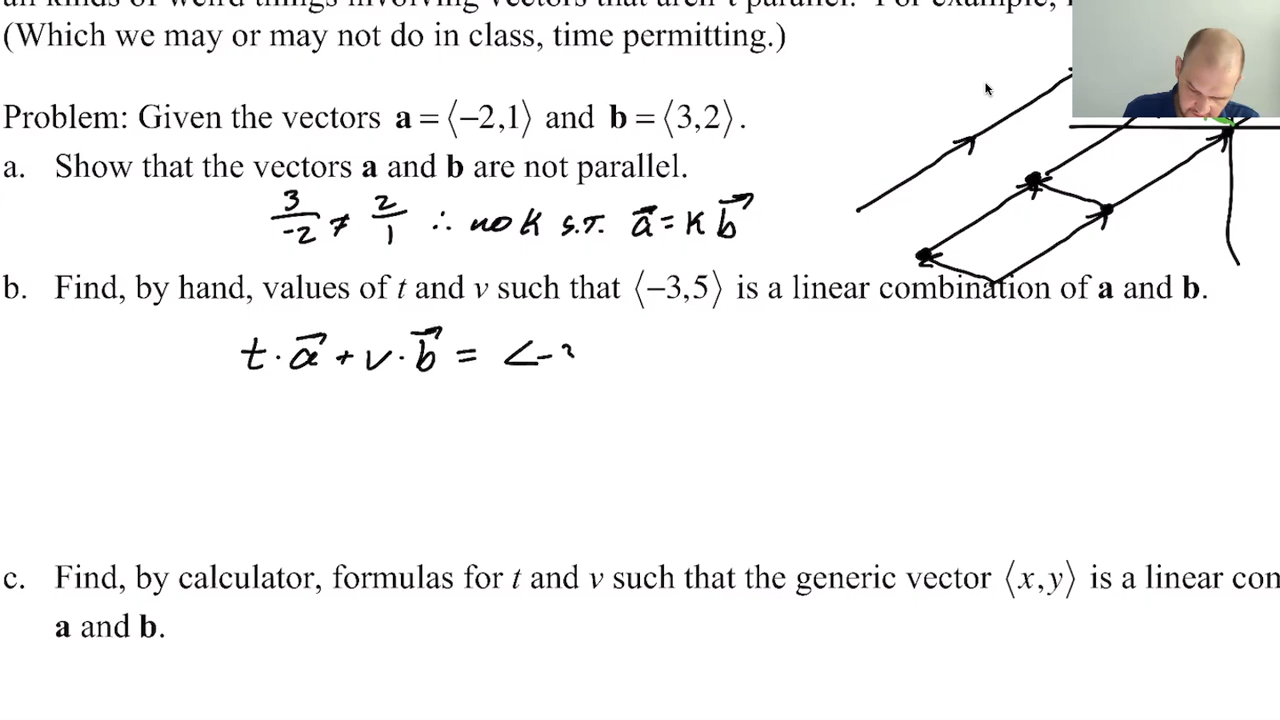 (Which we may or may not do in class, time permitting.)
Problem: Given the vectors a = ⟨−2,1⟩ and b = ⟨3,2⟩.
a. Show that the vectors a and b are not parallel.
3/-2 ≠ 2/1 ∴ no K s.t. a⃗ = K b⃗
b. Find, by hand, values of t and v such that ⟨−3,5⟩ is a linear combination of a and b.
t · a⃗ + v · b⃗ = <-
c. Find, by calculator, formulas for t and v such that the generic vector ⟨x,y⟩ is a linear
a and b.